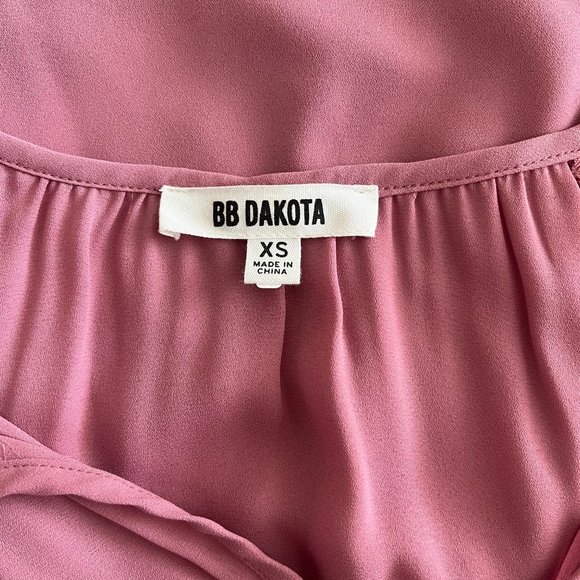 BB DAKOTA
XS
MADE IN
CHINA